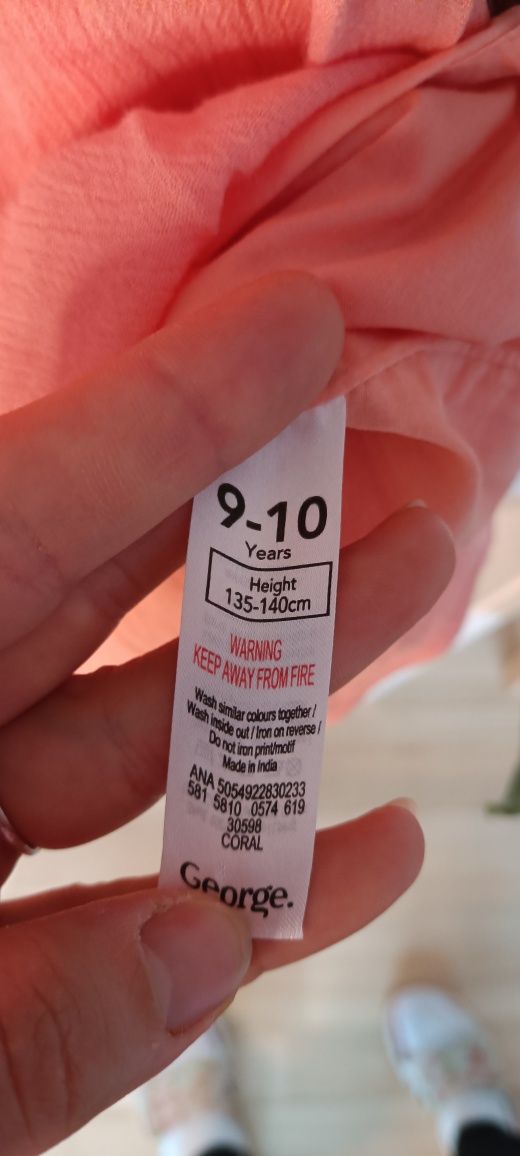 9-10
Years
Height
135-140cm
WARNING
KEEP AWAY FROM FIRE
Wash similar colours together /
Wash inside out / Iron on reverse /
Do not iron print/motif
Made in India
ANA 5054922830233
581 5810 0574 619
30598
CORAL
George.